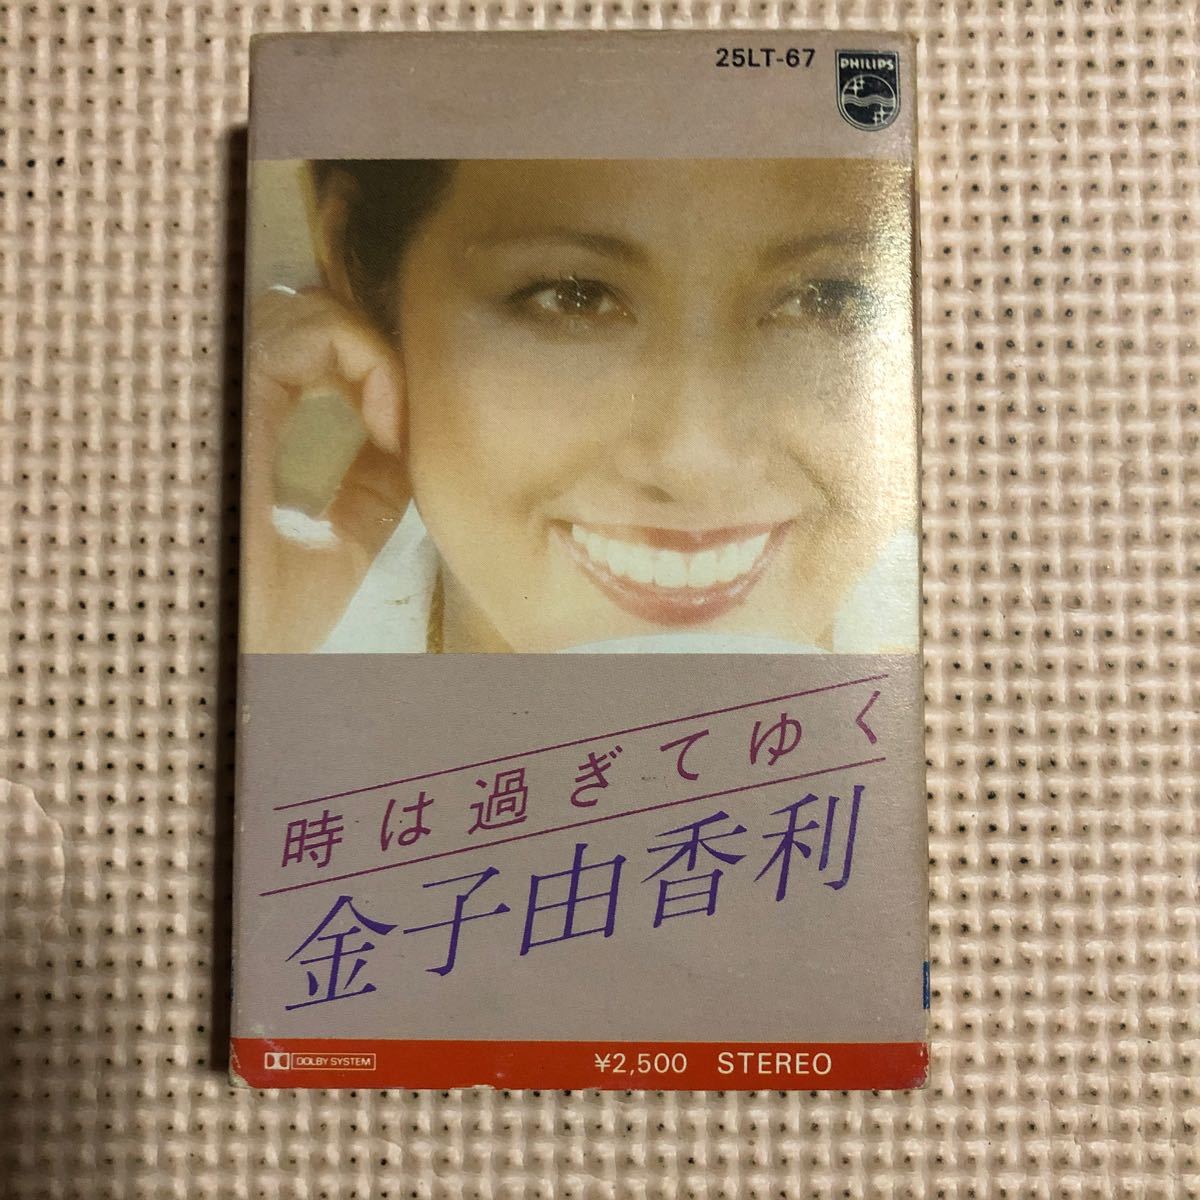 25LT-67
PHILIPS
時は過ぎてゆく
金子由香利
DOLBY SYSTEM
¥2,500 STEREO